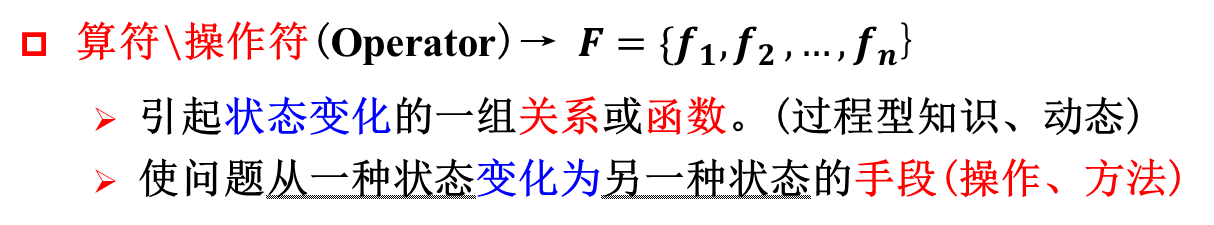 算符\操作符(Operator)→ F = {f₁,f₂,…,fₙ}
引起状态变化的一组关系或函数。(过程型知识、动态)
使问题从一种状态变化为另一种状态的手段(操作、方法)